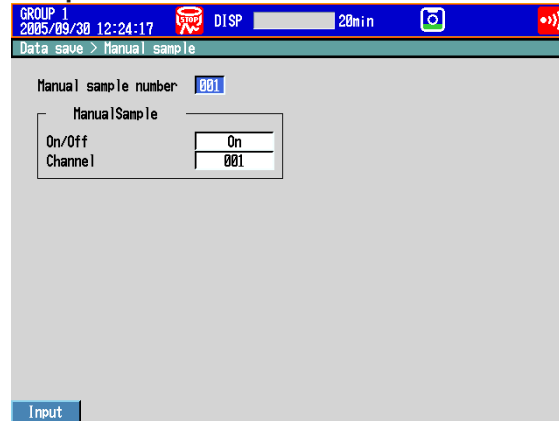 GROUP 1
2005/09/30 12:24:17
STOP
DISP
20min
Data save > Manual sample
Manual sample number 001
ManualSample
On/Off On
Channel 001
Input